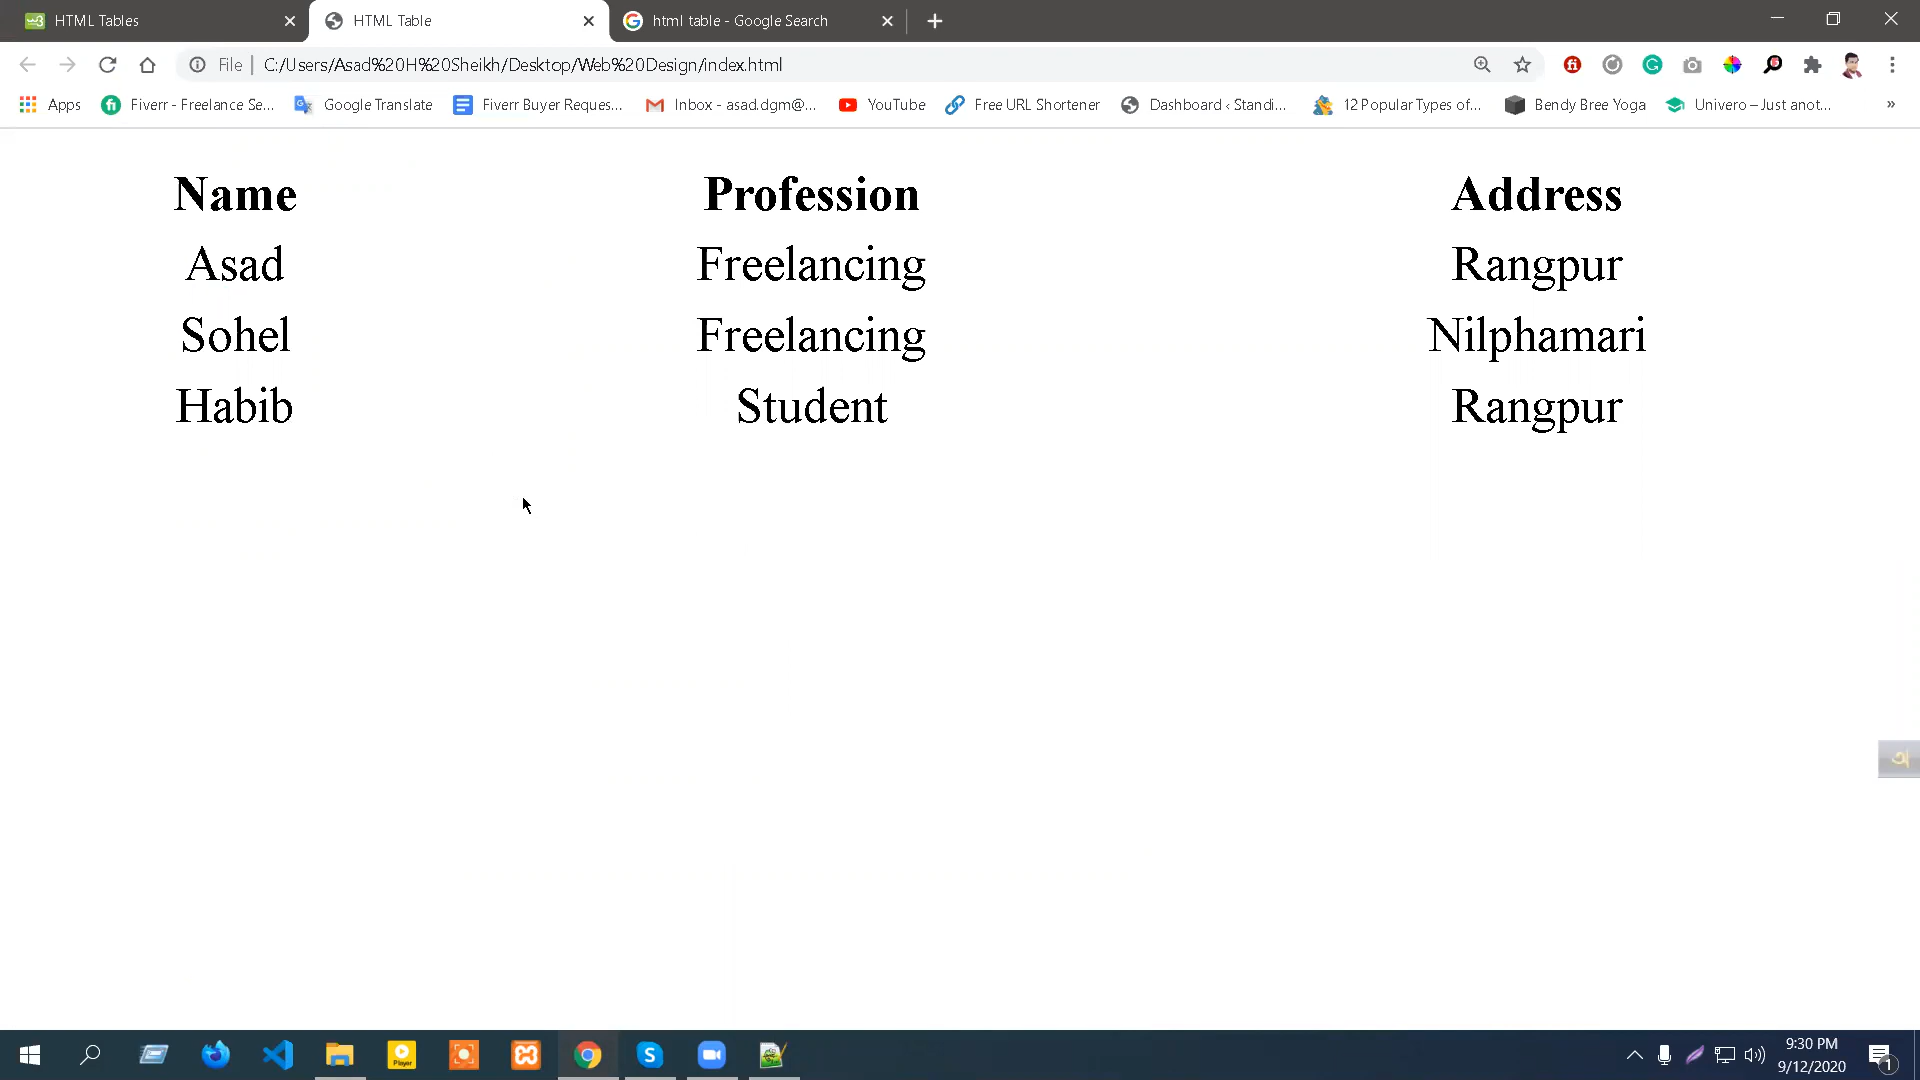 HTML Tables
HTML Table
html table - Google Search
File | C:/Users/Asad%20H%20Sheikh/Desktop/Web%20Design/index.html
Apps
Fiverr - Freelance Se...
Google Translate
Fiverr Buyer Reques...
Inbox - asad.dgm@...
YouTube
Free URL Shortener
Dashboard ‹ Standi...
12 Popular Types of...
Bendy Bree Yoga
Univero – Just anot...
»
Name Profession Address
Asad Freelancing Rangpur
Sohel Freelancing Nilphamari
Habib Student Rangpur
অ
Player
9:30 PM
9/12/2020
1